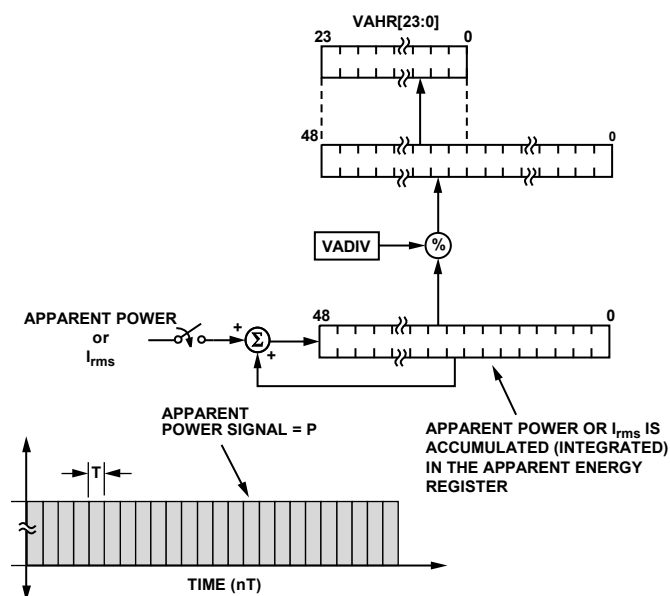 VAHR[23:0]
23 0
48 0
VADIV %
48 0
APPARENT POWER
or
Irms
+ Σ +
APPARENT
POWER SIGNAL = P
APPARENT POWER OR Irms IS
ACCUMULATED (INTEGRATED)
IN THE APPARENT ENERGY
REGISTER
T
TIME (nT)